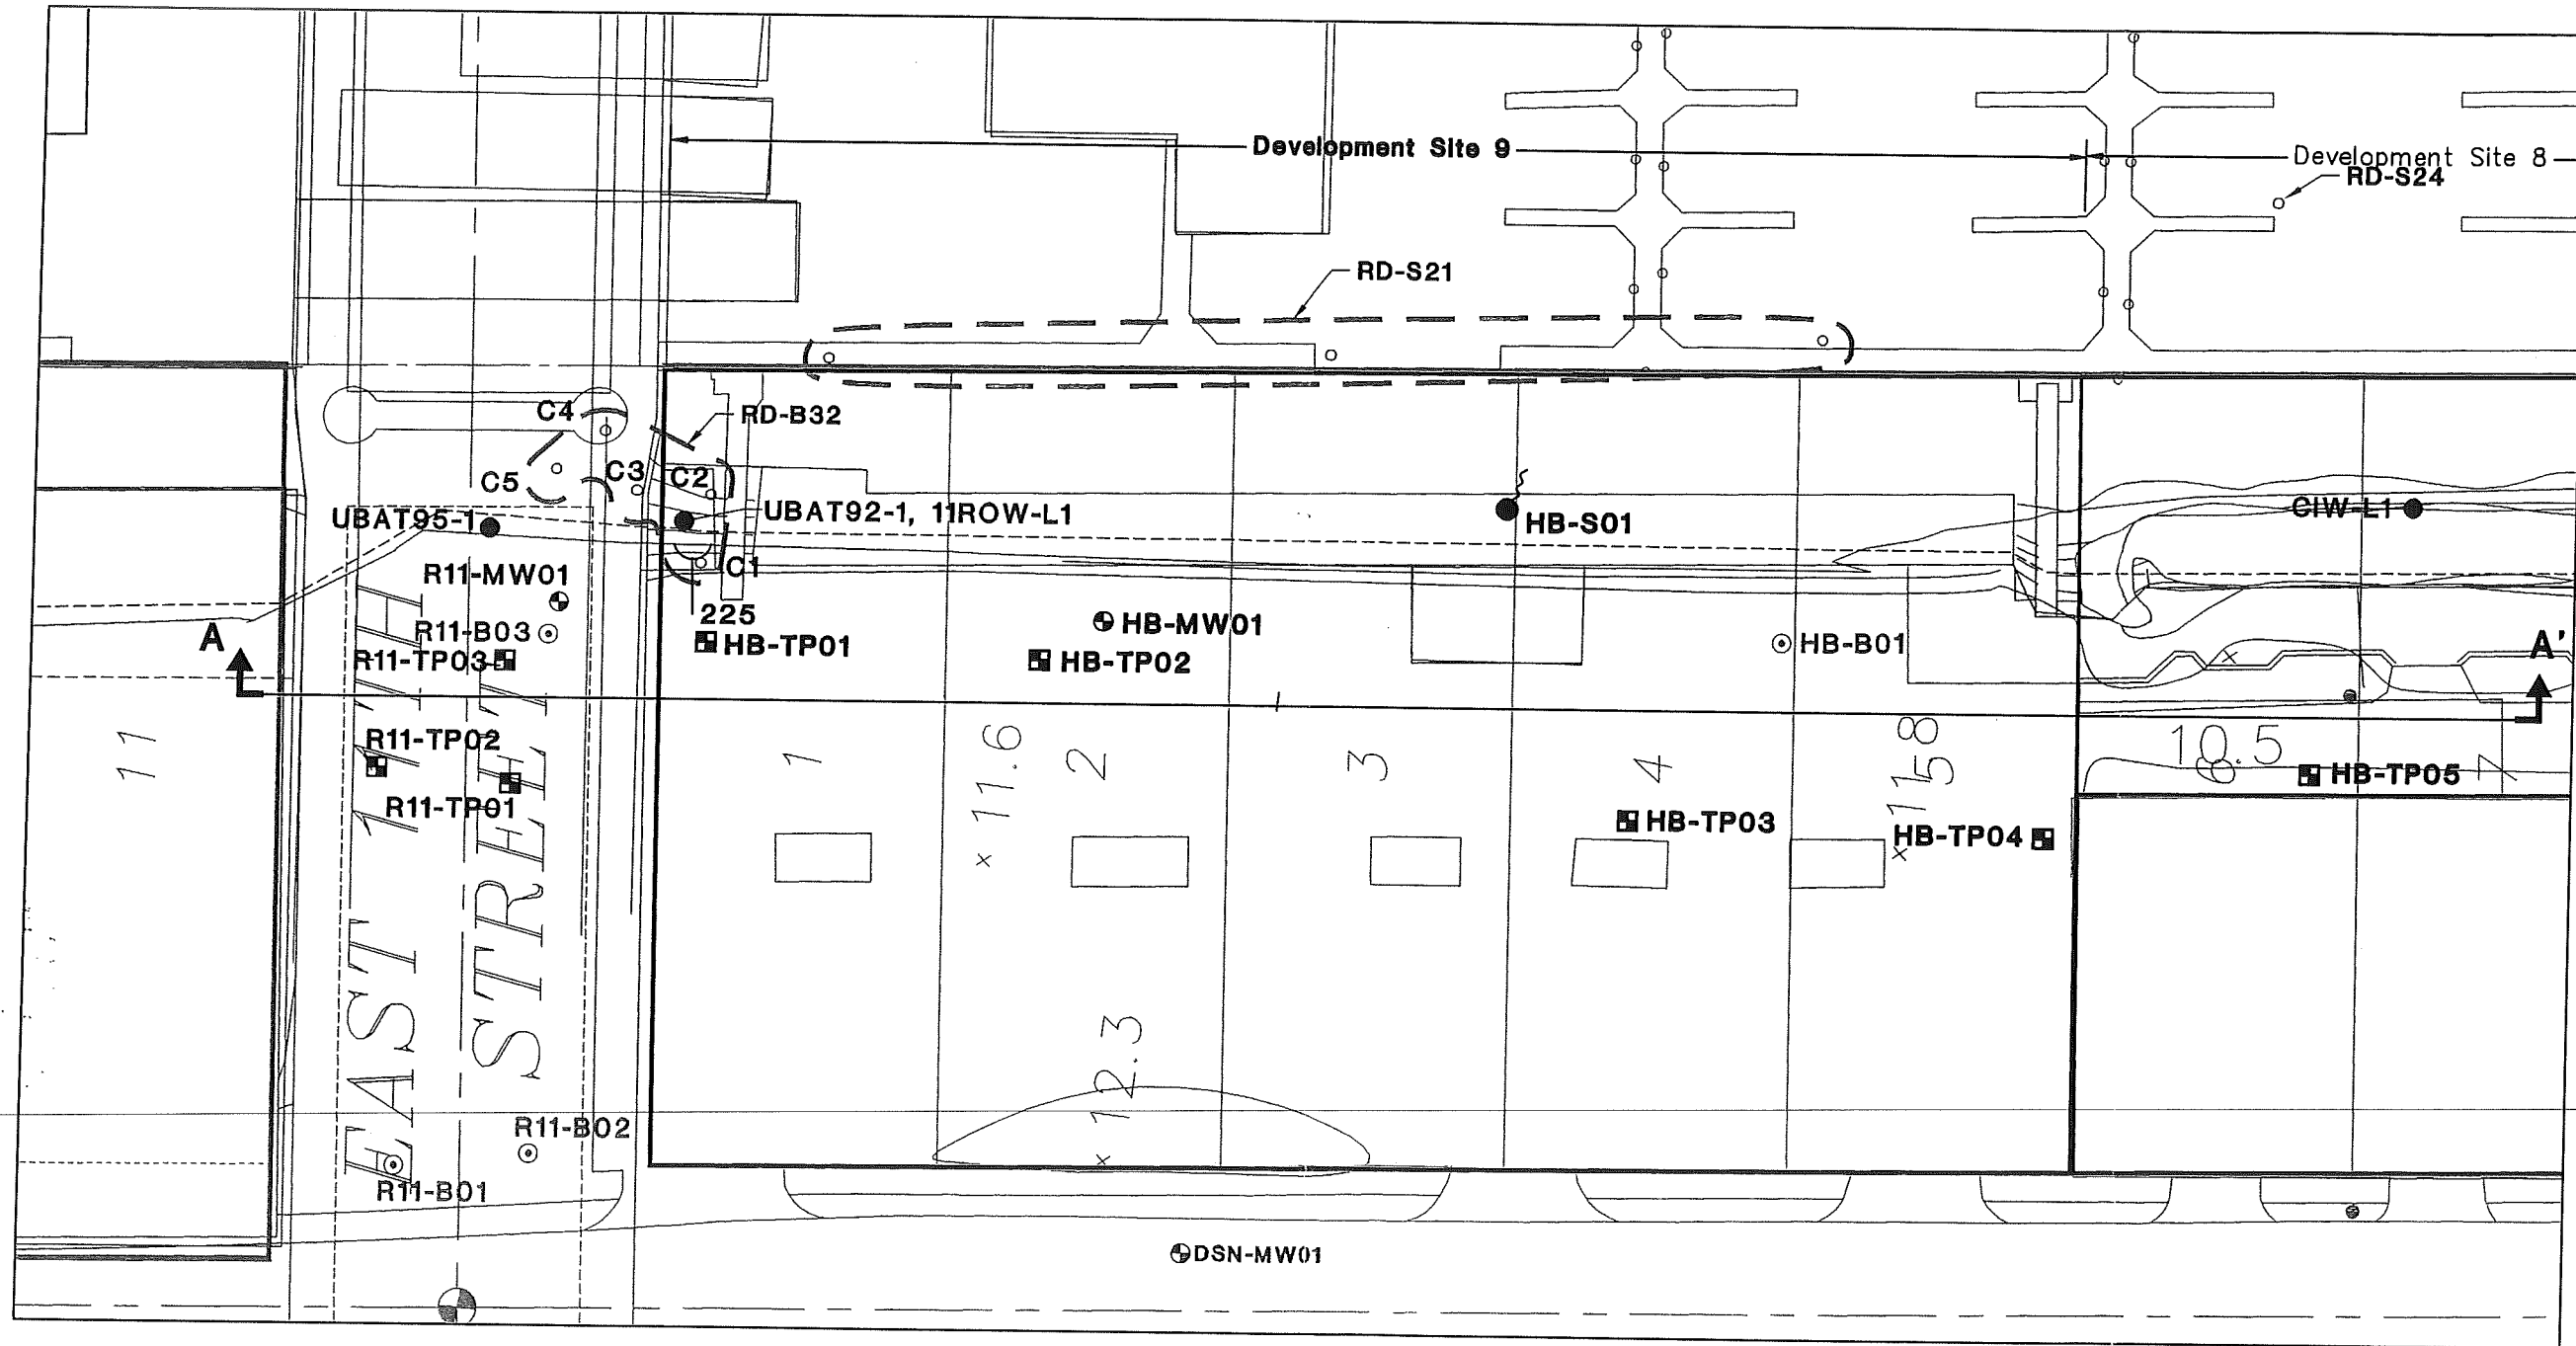 Development Site 9
Development Site 8
RD-S24
RD-S21
C4
RD-B32
C5
C3
C2
UBAT95-1
UBAT92-1, 11ROW-L1
HB-S01
CIW-L1
C1
R11-MW01
225
R11-B03
HB-TP01
HB-MW01
HB-B01
R11-TP03
HB-TP02
A
A'
R11-TP02
R11-TP01
11
1
11.6
2
3
4
5
10.5
7
HB-TP05
HB-TP03
HB-TP04
EAST 11TH
STREET
12.3
R11-B02
R11-B01
DSN-MW01